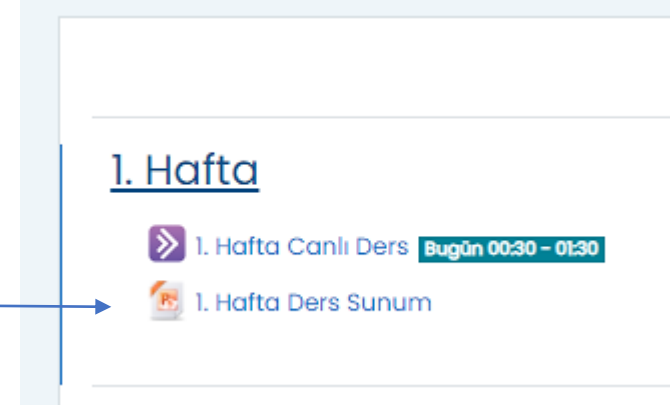 1. Hafta
1. Hafta Canlı Ders Bugün 00:30 - 01:30
1. Hafta Ders Sunum